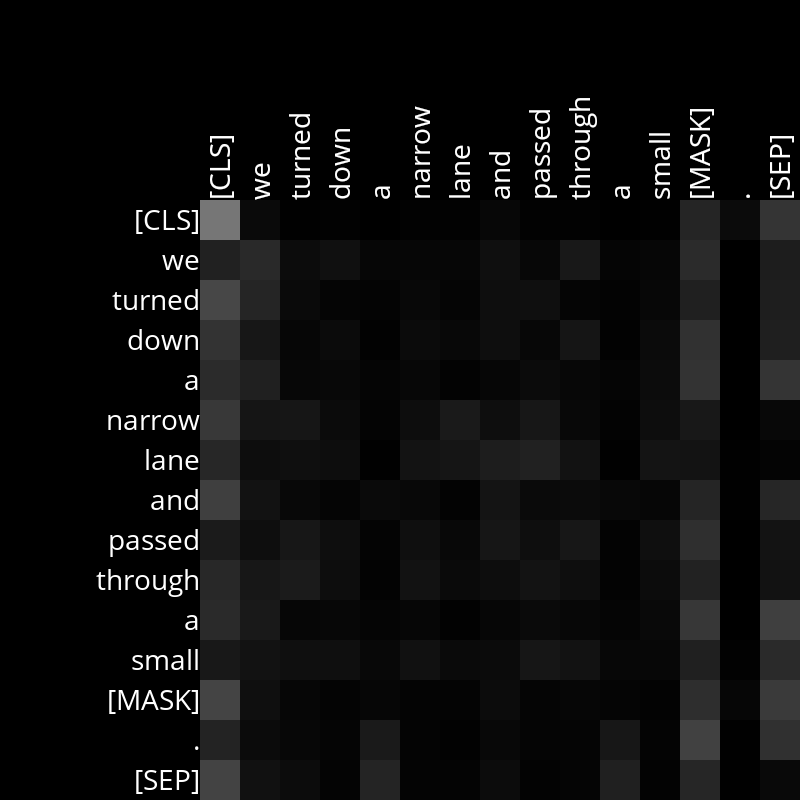 [CLS] we turned down a narrow lane and passed through a small [MASK] . [SEP]
[CLS]
we
turned
down
a
narrow
lane
and
passed
through
a
small
[MASK]
.
[SEP]